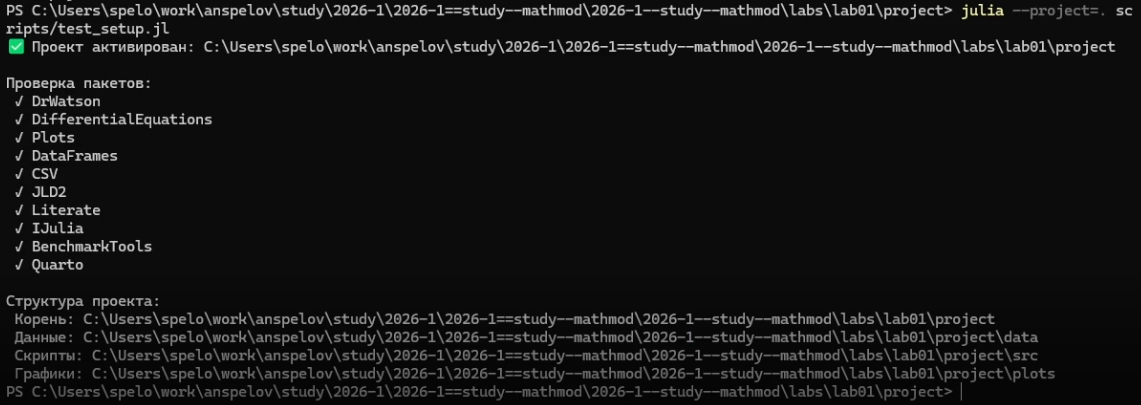 PS C:\Users\spelo\work\anspelov\study\2026-1\2026-1==study--mathmod\2026-1--study--mathmod\labs\lab01\project> julia --project=. sc
ripts/test_setup.jl
✅ Проект активирован: C:\Users\spelo\work\anspelov\study\2026-1\2026-1==study--mathmod\2026-1--study--mathmod\labs\lab01\project
Проверка пакетов:
✓ DrWatson
✓ DifferentialEquations
✓ Plots
✓ DataFrames
✓ CSV
✓ JLD2
✓ Literate
✓ IJulia
✓ BenchmarkTools
✓ Quarto
Структура проекта:
Корень: C:\Users\spelo\work\anspelov\study\2026-1\2026-1==study--mathmod\2026-1--study--mathmod\labs\lab01\project
Данные: C:\Users\spelo\work\anspelov\study\2026-1\2026-1==study--mathmod\2026-1--study--mathmod\labs\lab01\project\data
Скрипты: C:\Users\spelo\work\anspelov\study\2026-1\2026-1==study--mathmod\2026-1--study--mathmod\labs\lab01\project\src
Графики: C:\Users\spelo\work\anspelov\study\2026-1\2026-1==study--mathmod\2026-1--study--mathmod\labs\lab01\project\plots
PS C:\Users\spelo\work\anspelov\study\2026-1\2026-1==study--mathmod\2026-1--study--mathmod\labs\lab01\project>